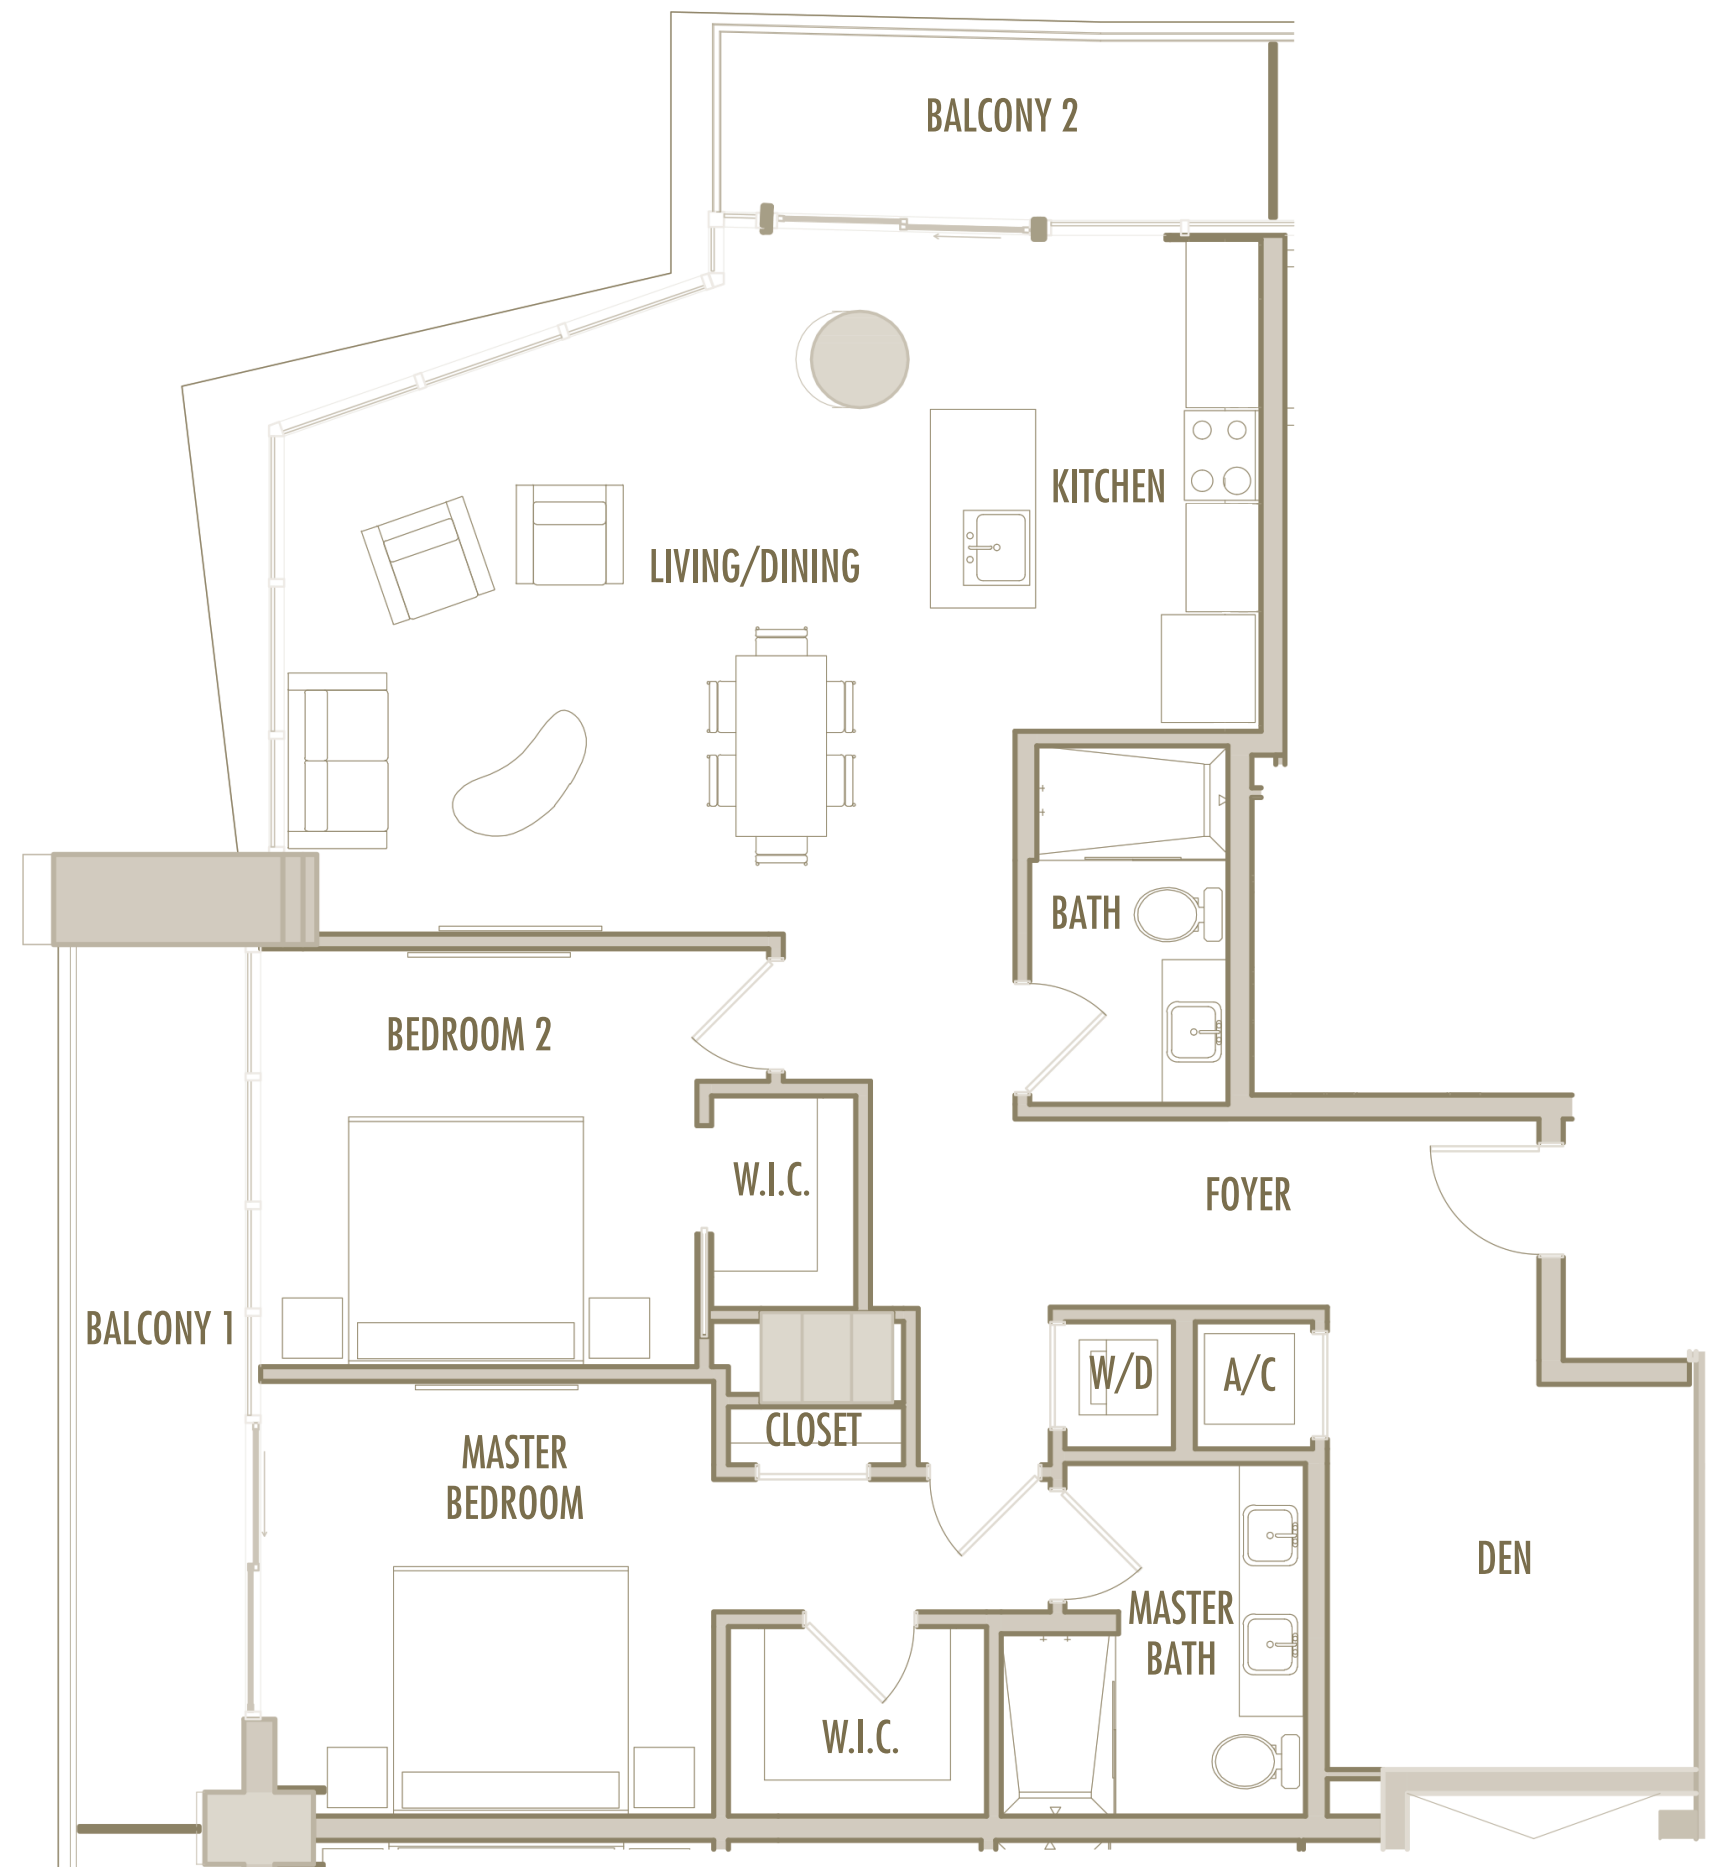 BALCONY 2
KITCHEN
LIVING/DINING
BATH
BEDROOM 2
W.I.C.
FOYER
BALCONY 1
W/D
A/C
CLOSET
MASTER
BEDROOM
DEN
MASTER
BATH
W.I.C.